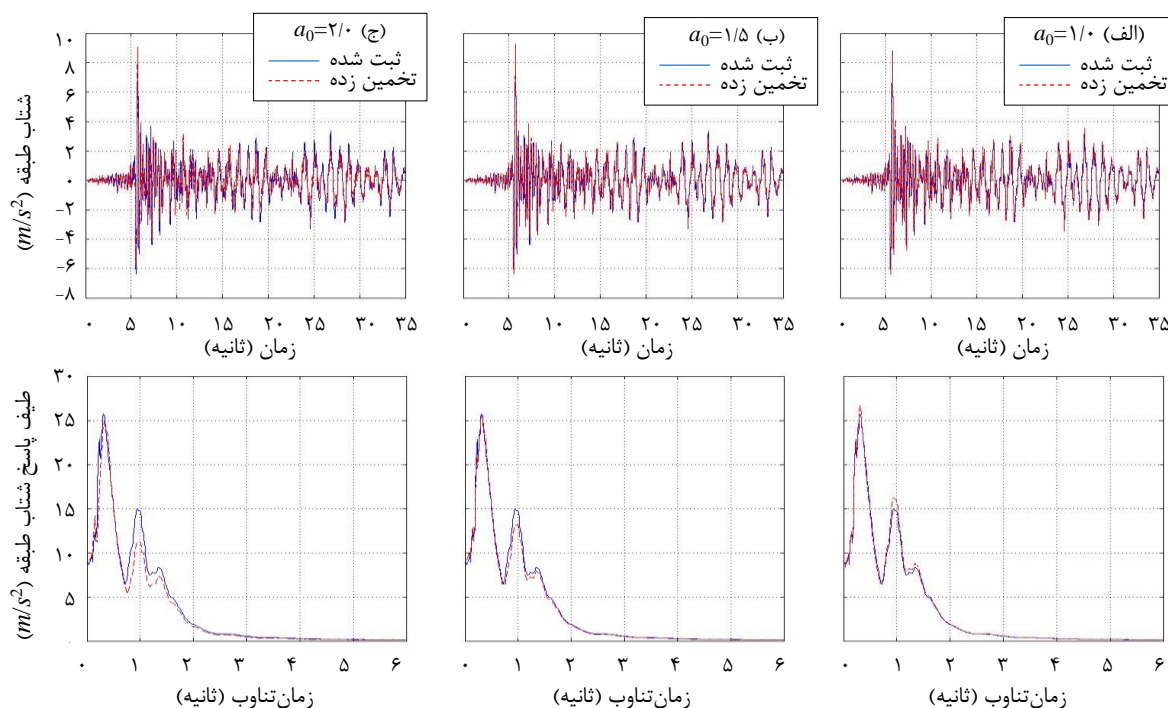 (ج) a₀=۲/۰
ثبت شده
تخمین زده
(ب) a₀=۱/۵
ثبت شده
تخمین زده
(الف) a₀=۱/۰
ثبت شده
تخمین زده
شتاب طبقه (m/s²)
۱۰
۸
۶
۴
۲
۰
-۲
-۴
-۶
-۸
۰ ۵ ۱۰ ۱۵ ۲۰ ۲۵ ۳۰ ۳۵
زمان (ثانیه)
۰ ۵ ۱۰ ۱۵ ۲۰ ۲۵ ۳۰ ۳۵
زمان (ثانیه)
۰ ۵ ۱۰ ۱۵ ۲۰ ۲۵ ۳۰ ۳۵
زمان (ثانیه)
طیف پاسخ شتاب طبقه (m/s²)
۳۰
۲۵
۲۰
۱۵
۱۰
۵
۰
۰ ۱ ۲ ۳ ۴ ۵ ۶
زمان‌تناوب (ثانیه)
۰ ۱ ۲ ۳ ۴ ۵ ۶
زمان‌تناوب (ثانیه)
۰ ۱ ۲ ۳ ۴ ۵ ۶
زمان‌تناوب (ثانیه)